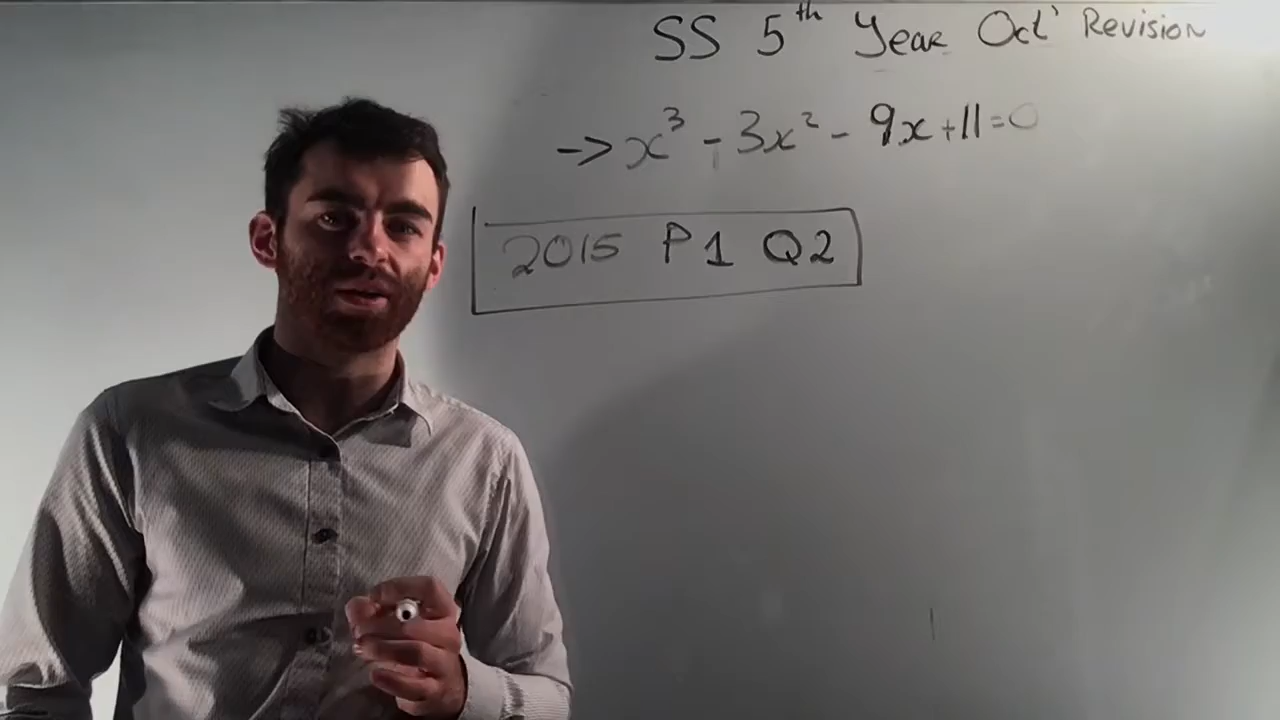 SS 5th Year Oct' Revision
→ x³ - 3x² - 9x + 11 = 0
2015 P1 Q2